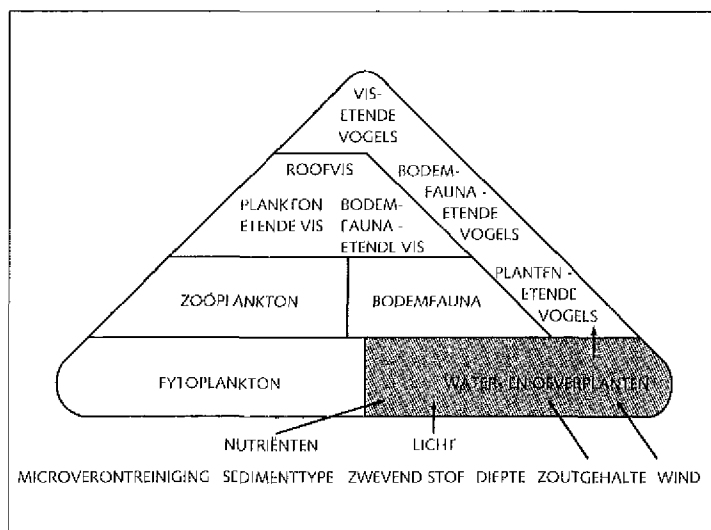 VIS-
ETENDE
VOGELS
ROOFVIS
BODEM-
FAUNA -
ETENDE
VOGELS
PLANKTON
ETENDE VIS
BODEM-
FAUNA -
ETENDE VIS
PLANTEN -
ETENDE
VOGELS
ZOÖPLANKTON
BODEMFAUNA
FYTOPLANKTON
WATER- EN OEVERPLANTEN
NUTRIËNTEN LICHT
MICROVERONTREINIGING SEDIMENTTYPE ZWEVEND STOF DIEPTE ZOUTGEHALTE WIND